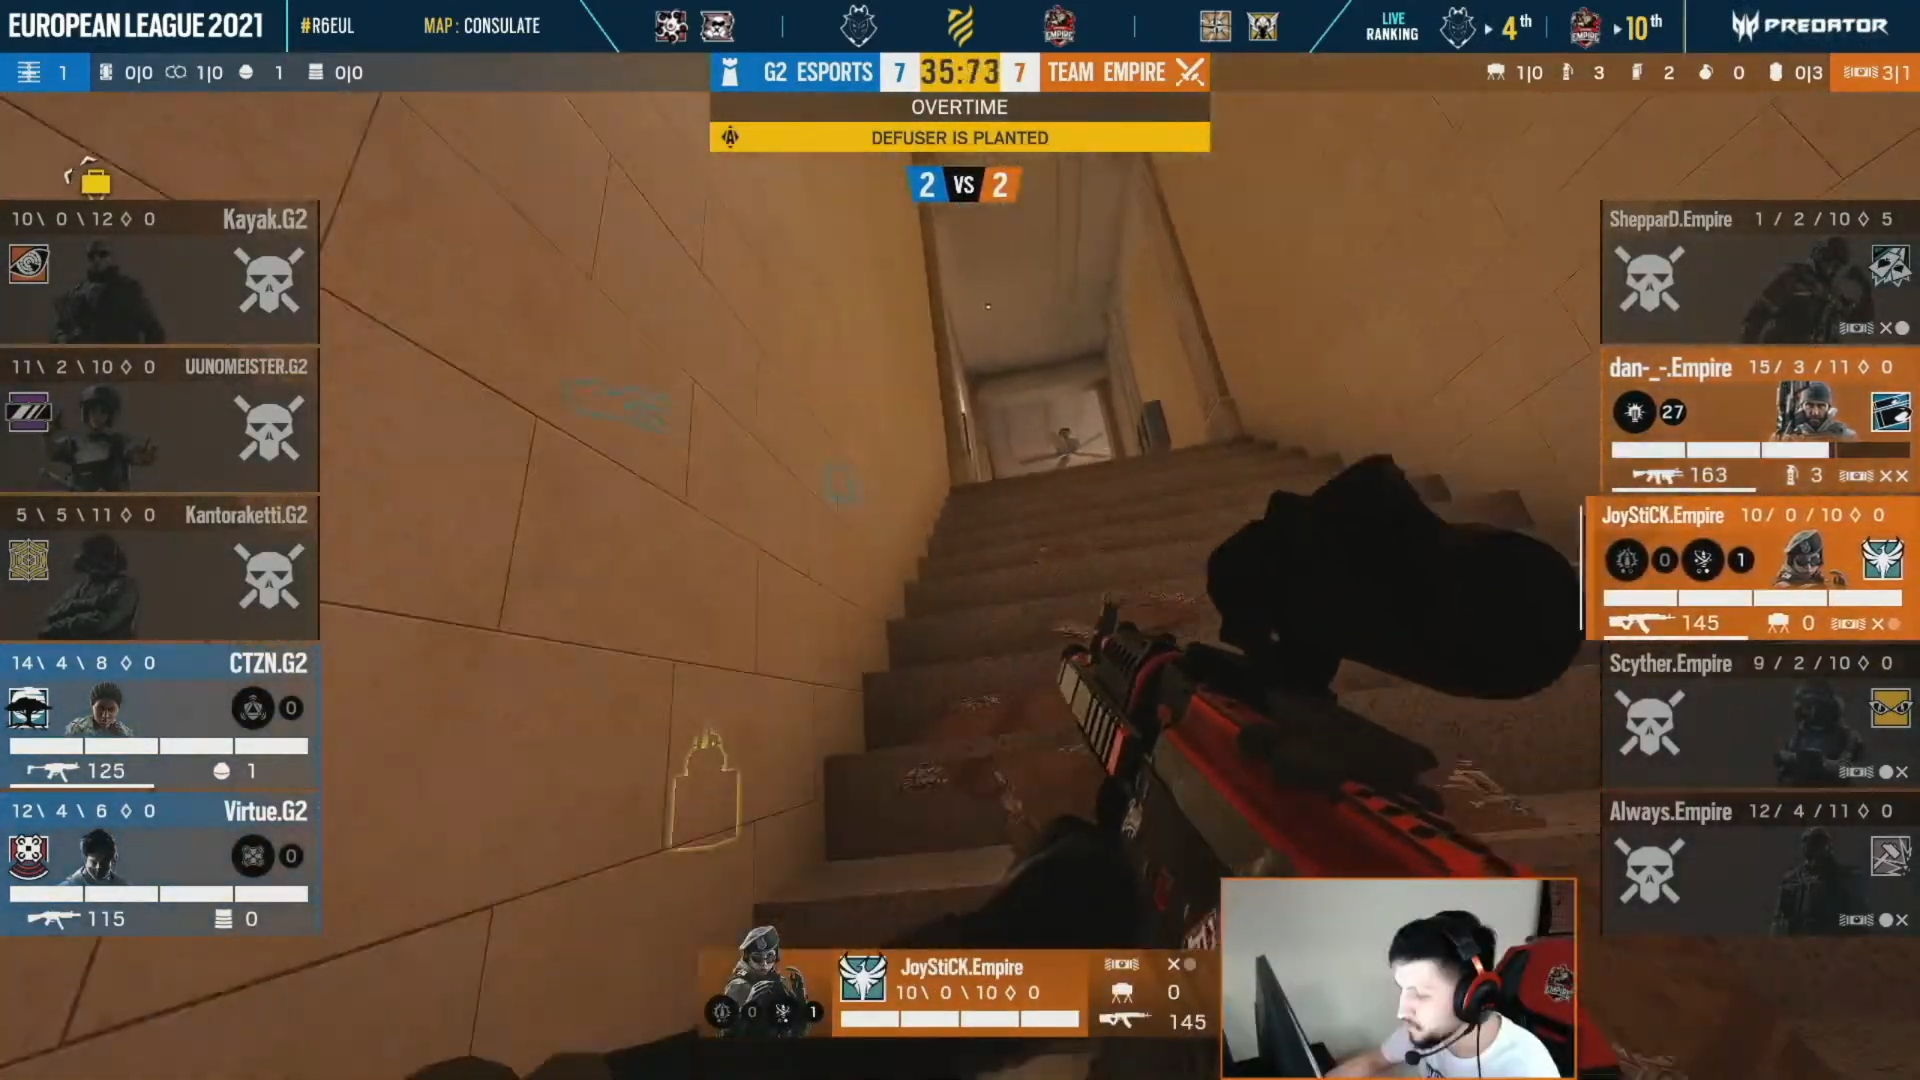 EUROPEAN LEAGUE 2021
#R6EUL
MAP: CONSULATE
EMPIRE
LIVE RANKING
4th
EMPIRE
10th
PREDATOR
1
0|0
1|0
1
0|0
G2 ESPORTS
7
35:73
7
TEAM EMPIRE
1|0
3
2
0
0|3
3|1
OVERTIME
DEFUSER IS PLANTED
2 VS 2
10\ 0 \ 12 ◊ 0
Kayak.G2
11\ 2 \ 10 ◊ 0
UUNOMEISTER.G2
5 \ 5 \ 11 ◊ 0
Kantoraketti.G2
14\ 4 \ 8 ◊ 0
CTZN.G2
0
125
1
12\ 4 \ 6 ◊ 0
Virtue.G2
0
115
0
SheppardD.Empire
1 / 2 / 10 ◊ 5
dan-_-.Empire
15/ 3 / 11 ◊ 0
27
163
3
JoyStiCK.Empire
10/ 0 / 10 ◊ 0
0
1
145
0
Scyther.Empire
9 / 2 / 10 ◊ 0
Always.Empire
12/ 4 / 11 ◊ 0
JoyStiCK.Empire
10\ 0 \ 10 ◊ 0
0
1
0
145